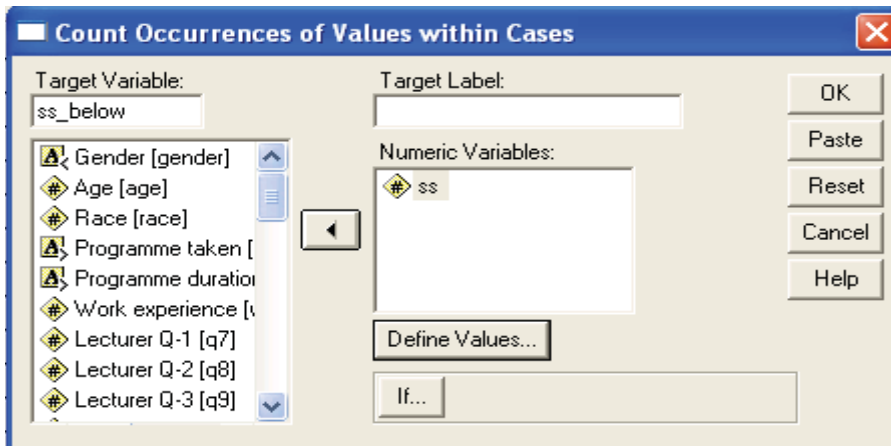 Count Occurrences of Values within Cases
Target Variable:
ss_below
Target Label:
Gender [gender]
Age [age]
Race [race]
Programme taken [
Programme duration
Work experience [w
Lecturer Q-1 [q7]
Lecturer Q-2 [q8]
Lecturer Q-3 [q9]
Numeric Variables:
ss
Define Values...
If...
OK
Paste
Reset
Cancel
Help